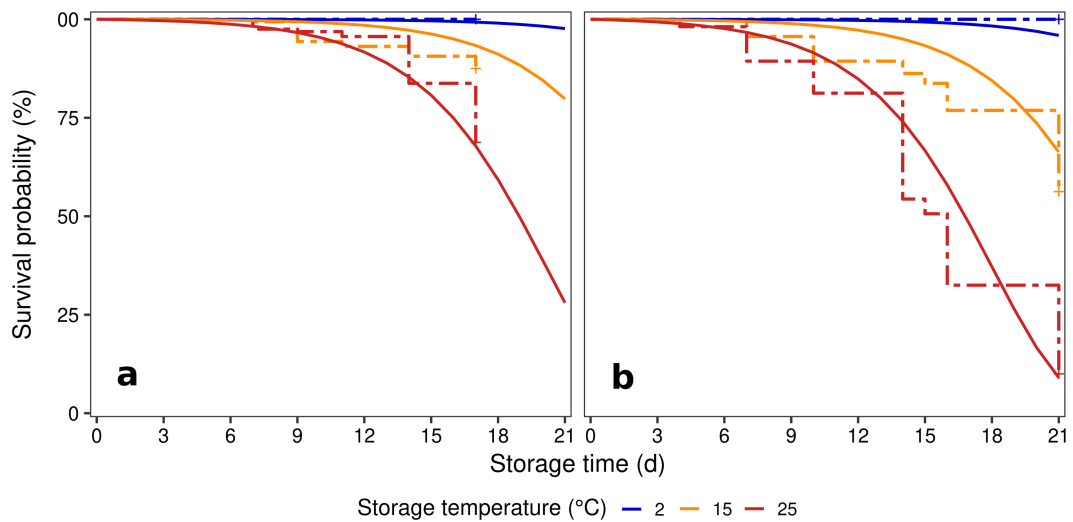 Survival probability (%)
00
75
50
25
0
a
b
0 3 6 9 12 15 18 21
0 3 6 9 12 15 18 21
Storage time (d)
Storage temperature (°C) 2 15 25